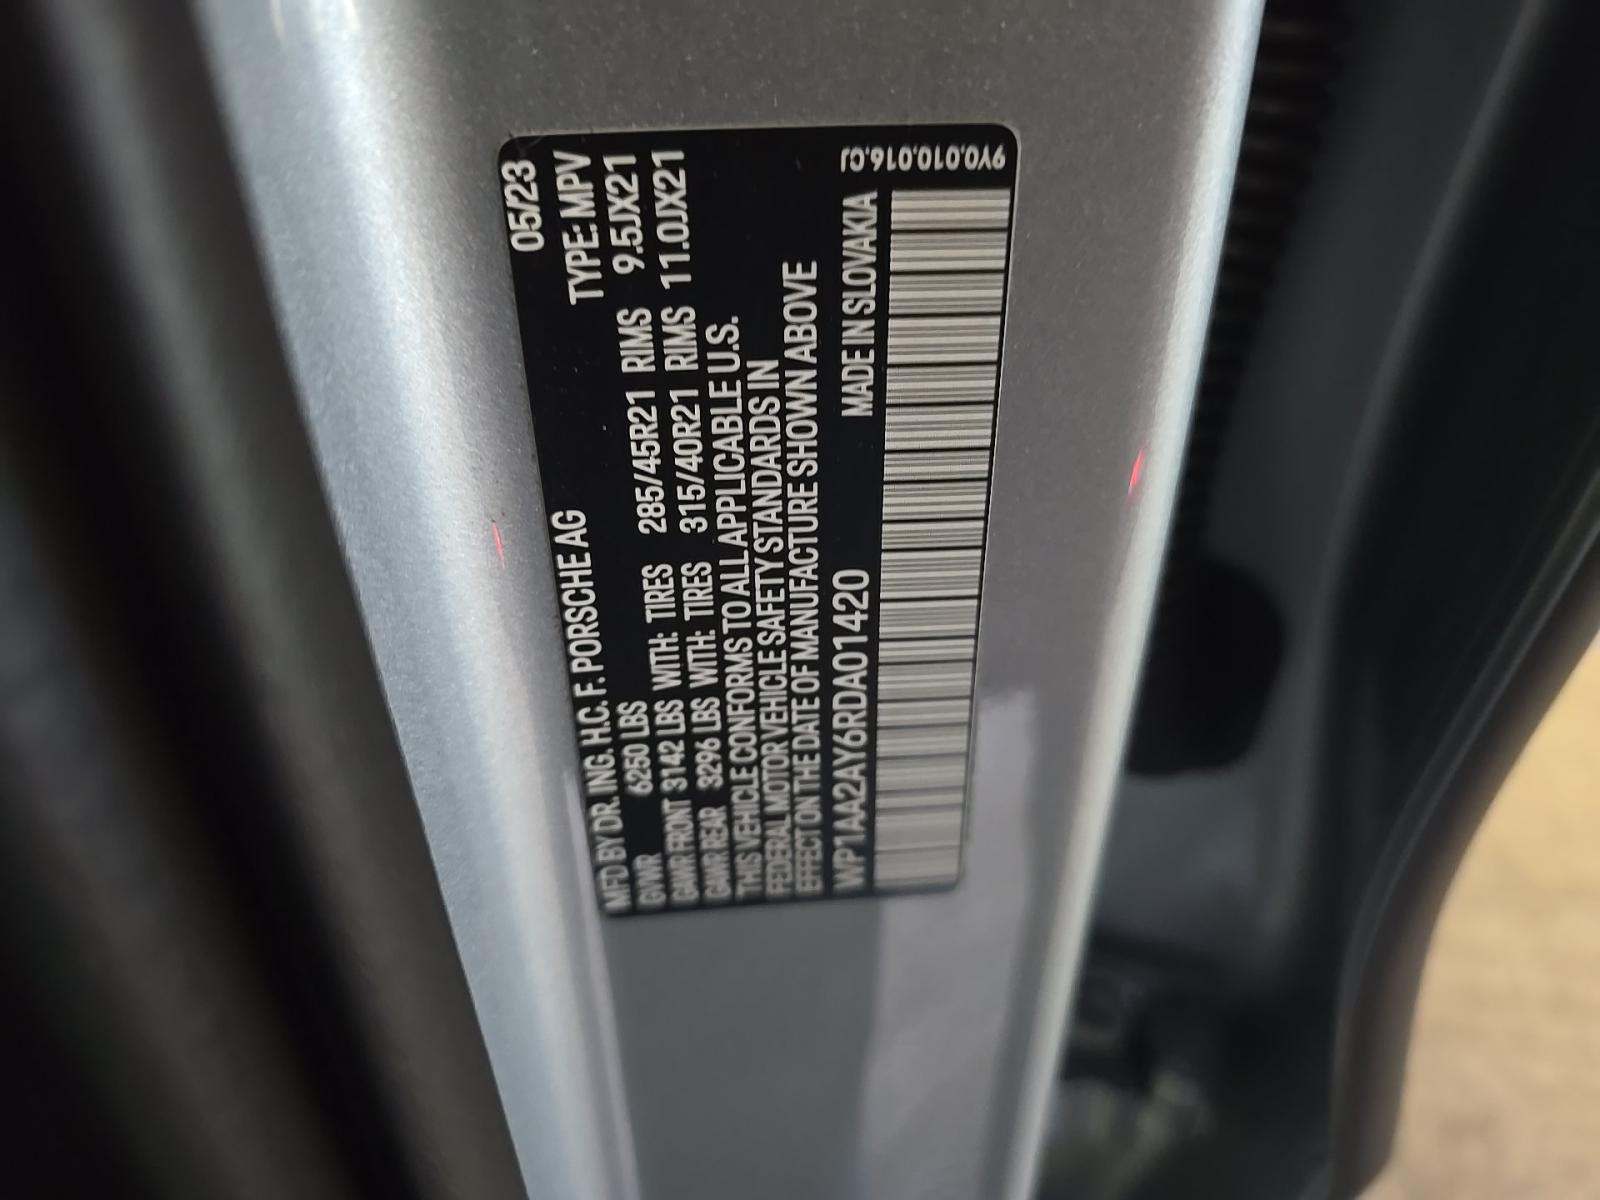 05/23
MFD BY DR. ING. H.C. F. PORSCHE AG TYPE: MPV
GVWR 6250 LBS
GAWR FRONT 3142 LBS WITH: TIRES 285/45R21 RIMS 9.5JX21
GAWR REAR 3296 LBS WITH: TIRES 315/40R21 RIMS 11.0JX21
"THIS VEHICLE CONFORMS TO ALL APPLICABLE U.S.
FEDERAL MOTOR VEHICLE SAFETY STANDARDS IN
EFFECT ON THE DATE OF MANUFACTURE SHOWN ABOVE
WP1AA2AY6RDA01420 MADE IN SLOVAKIA
9Y0.010.016.QJ